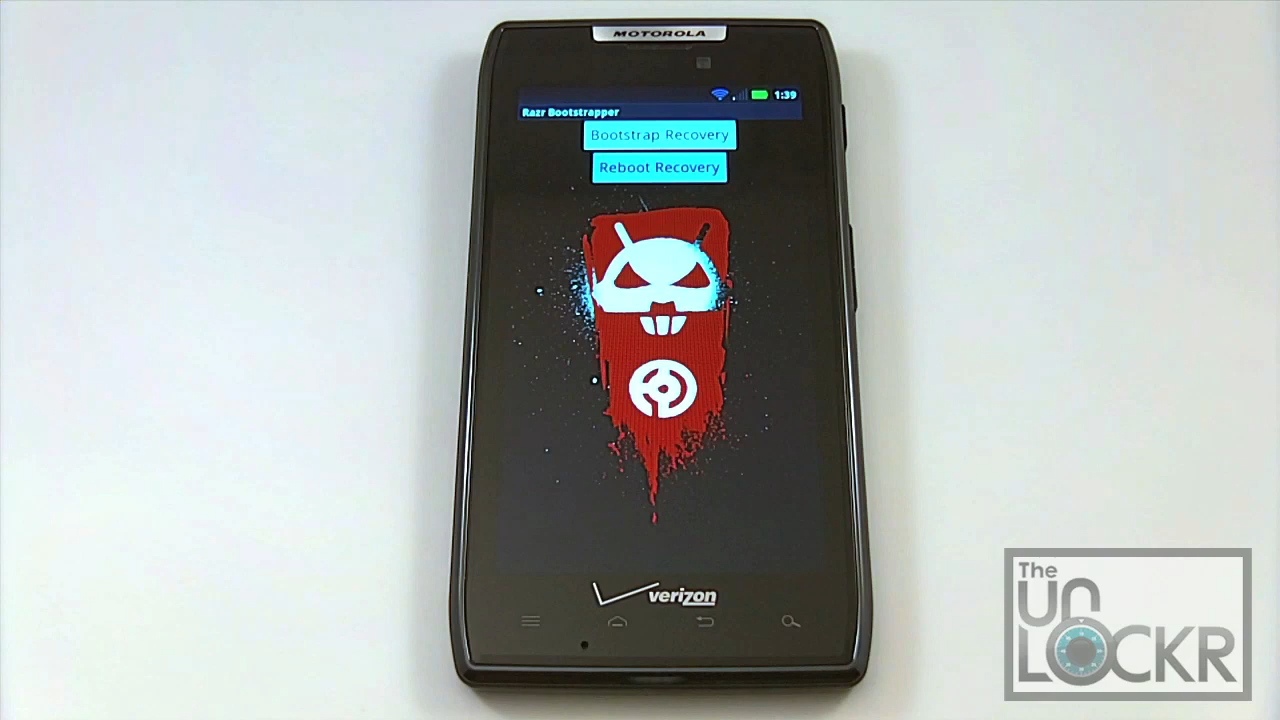 MOTOROLA
1:39
Razr Bootstrapper
Bootstrap Recovery
Reboot Recovery
verizon
The
UN
LOCKR